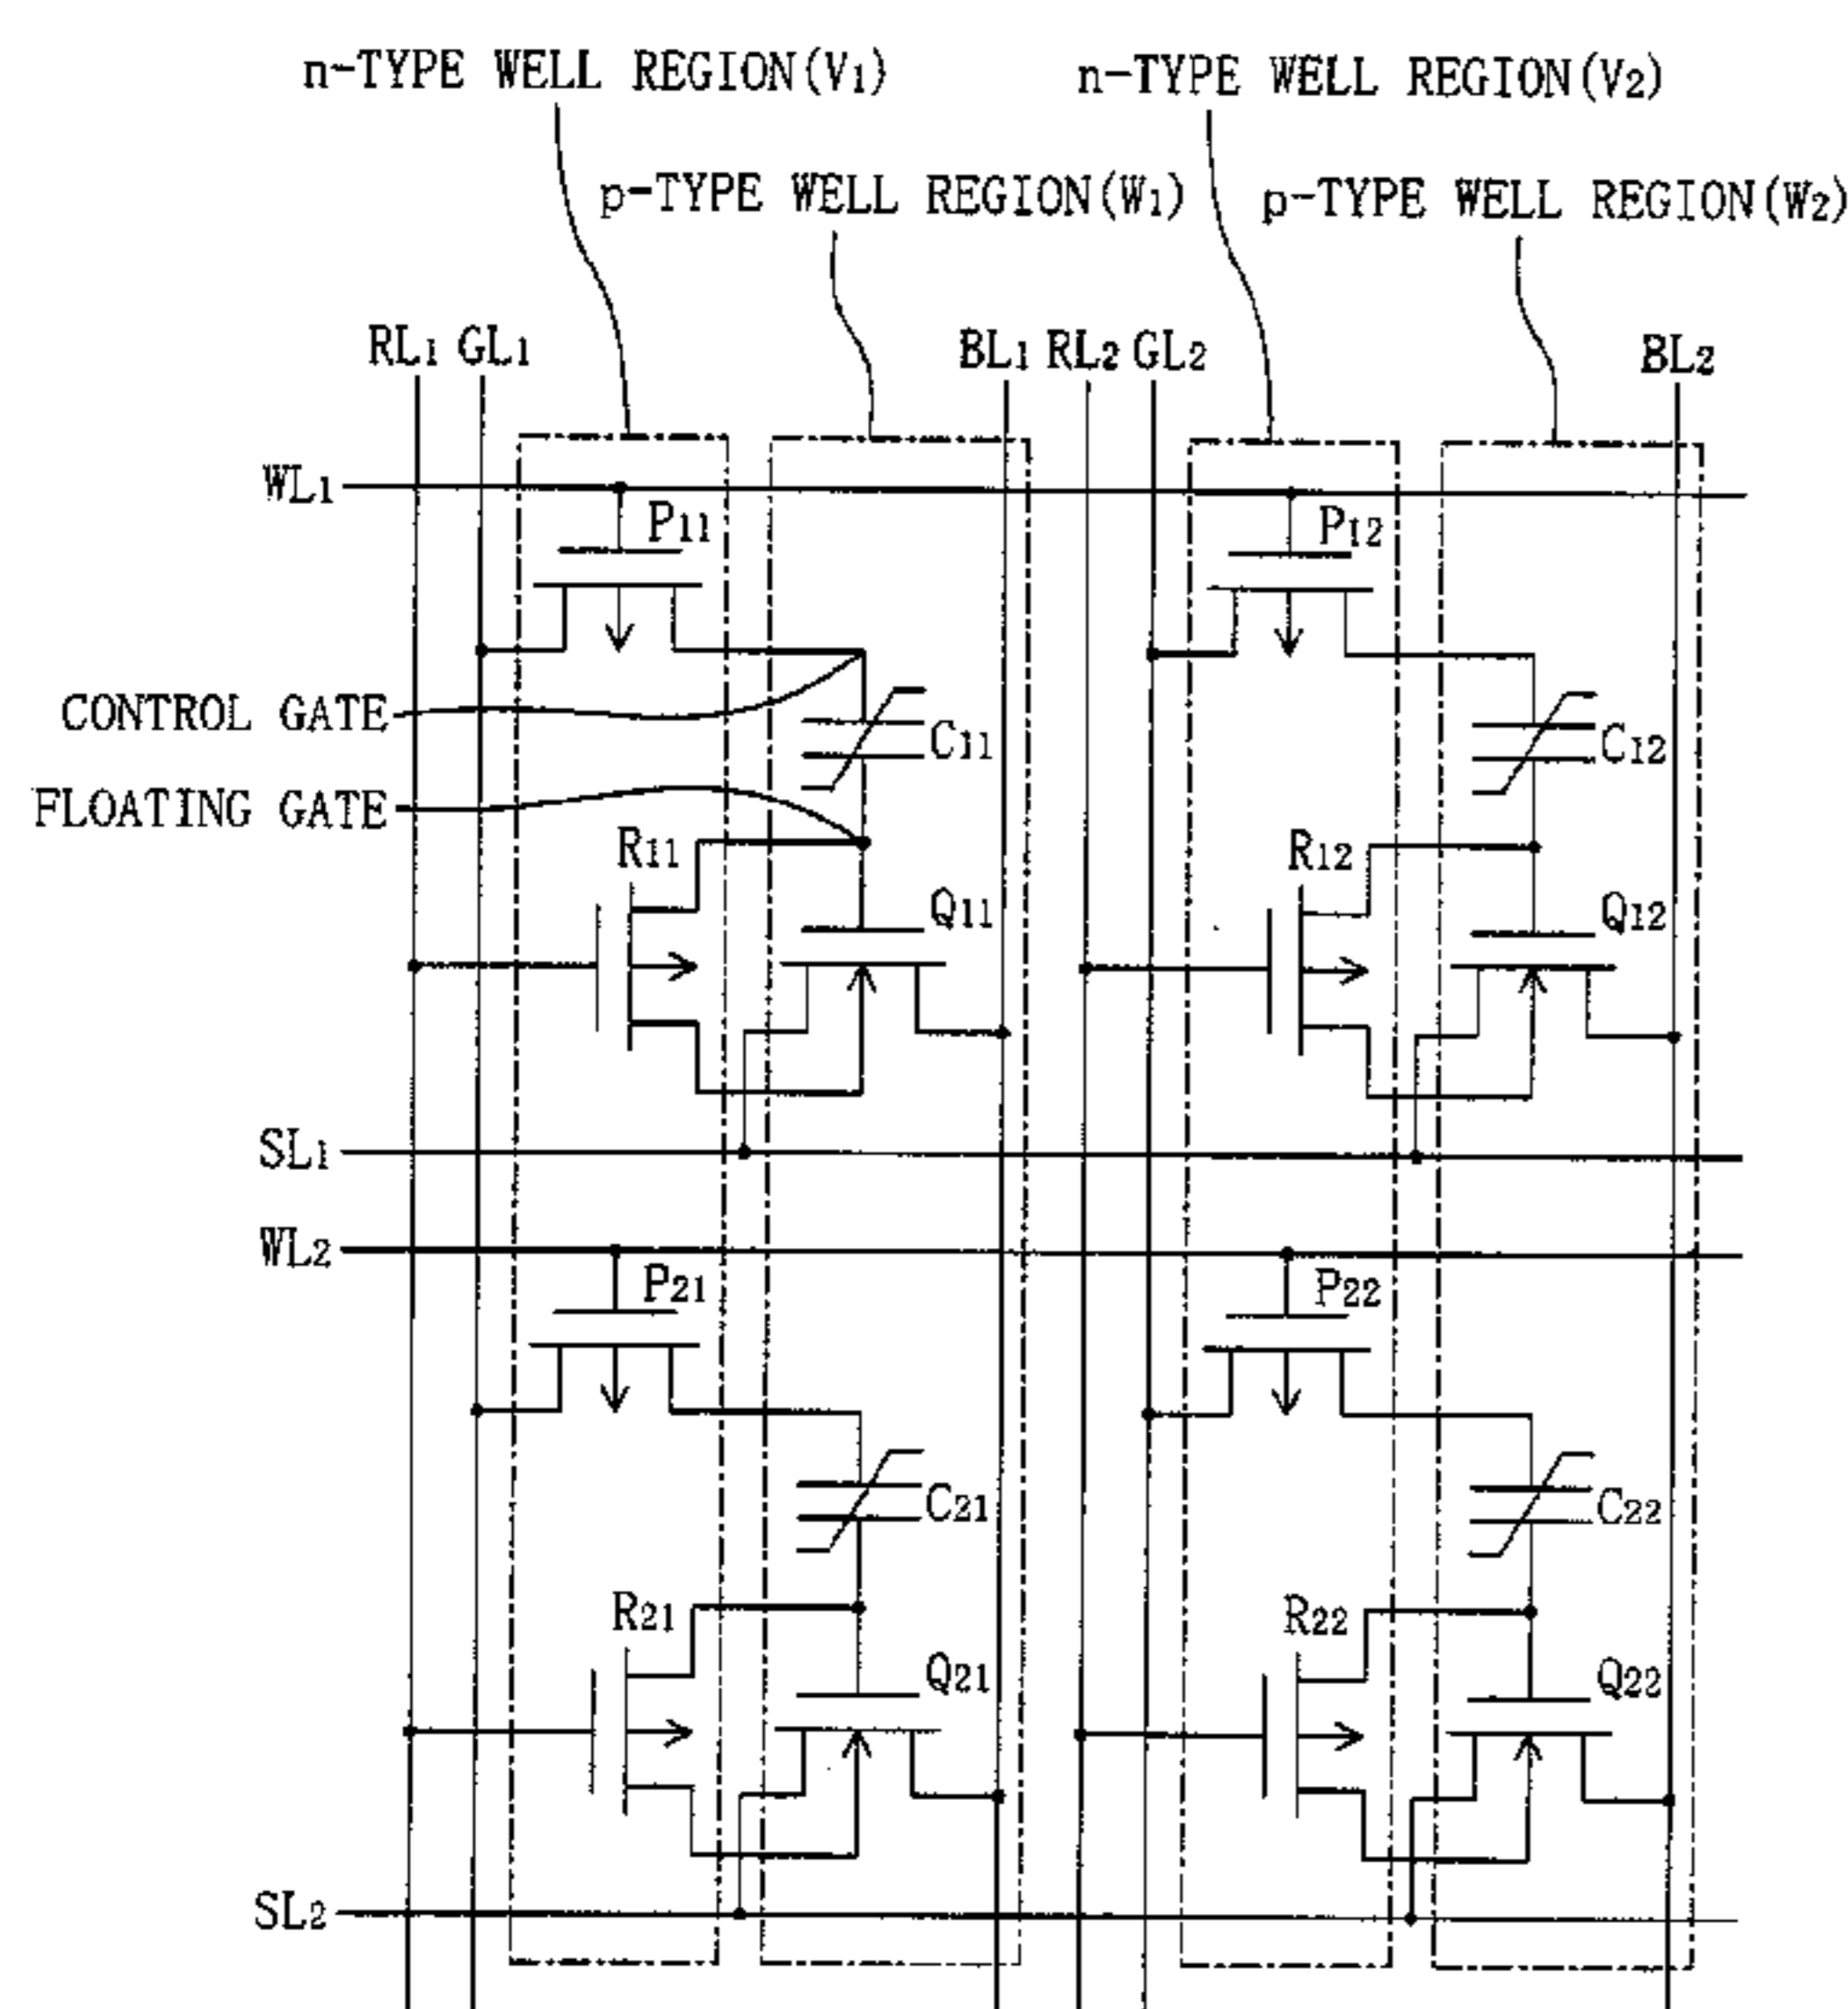 n-TYPE WELL REGION(V1)
n-TYPE WELL REGION(V2)
p-TYPE WELL REGION(W1)
p-TYPE WELL REGION(W2)
RL1 GL1
BL1 RL2 GL2
BL2
WL1
P11
P12
CONTROL GATE
C11
C12
FLOATING GATE
R11
R12
Q11
Q12
SL1
WL2
P21
P22
C21
C22
R21
R22
Q21
Q22
SL2